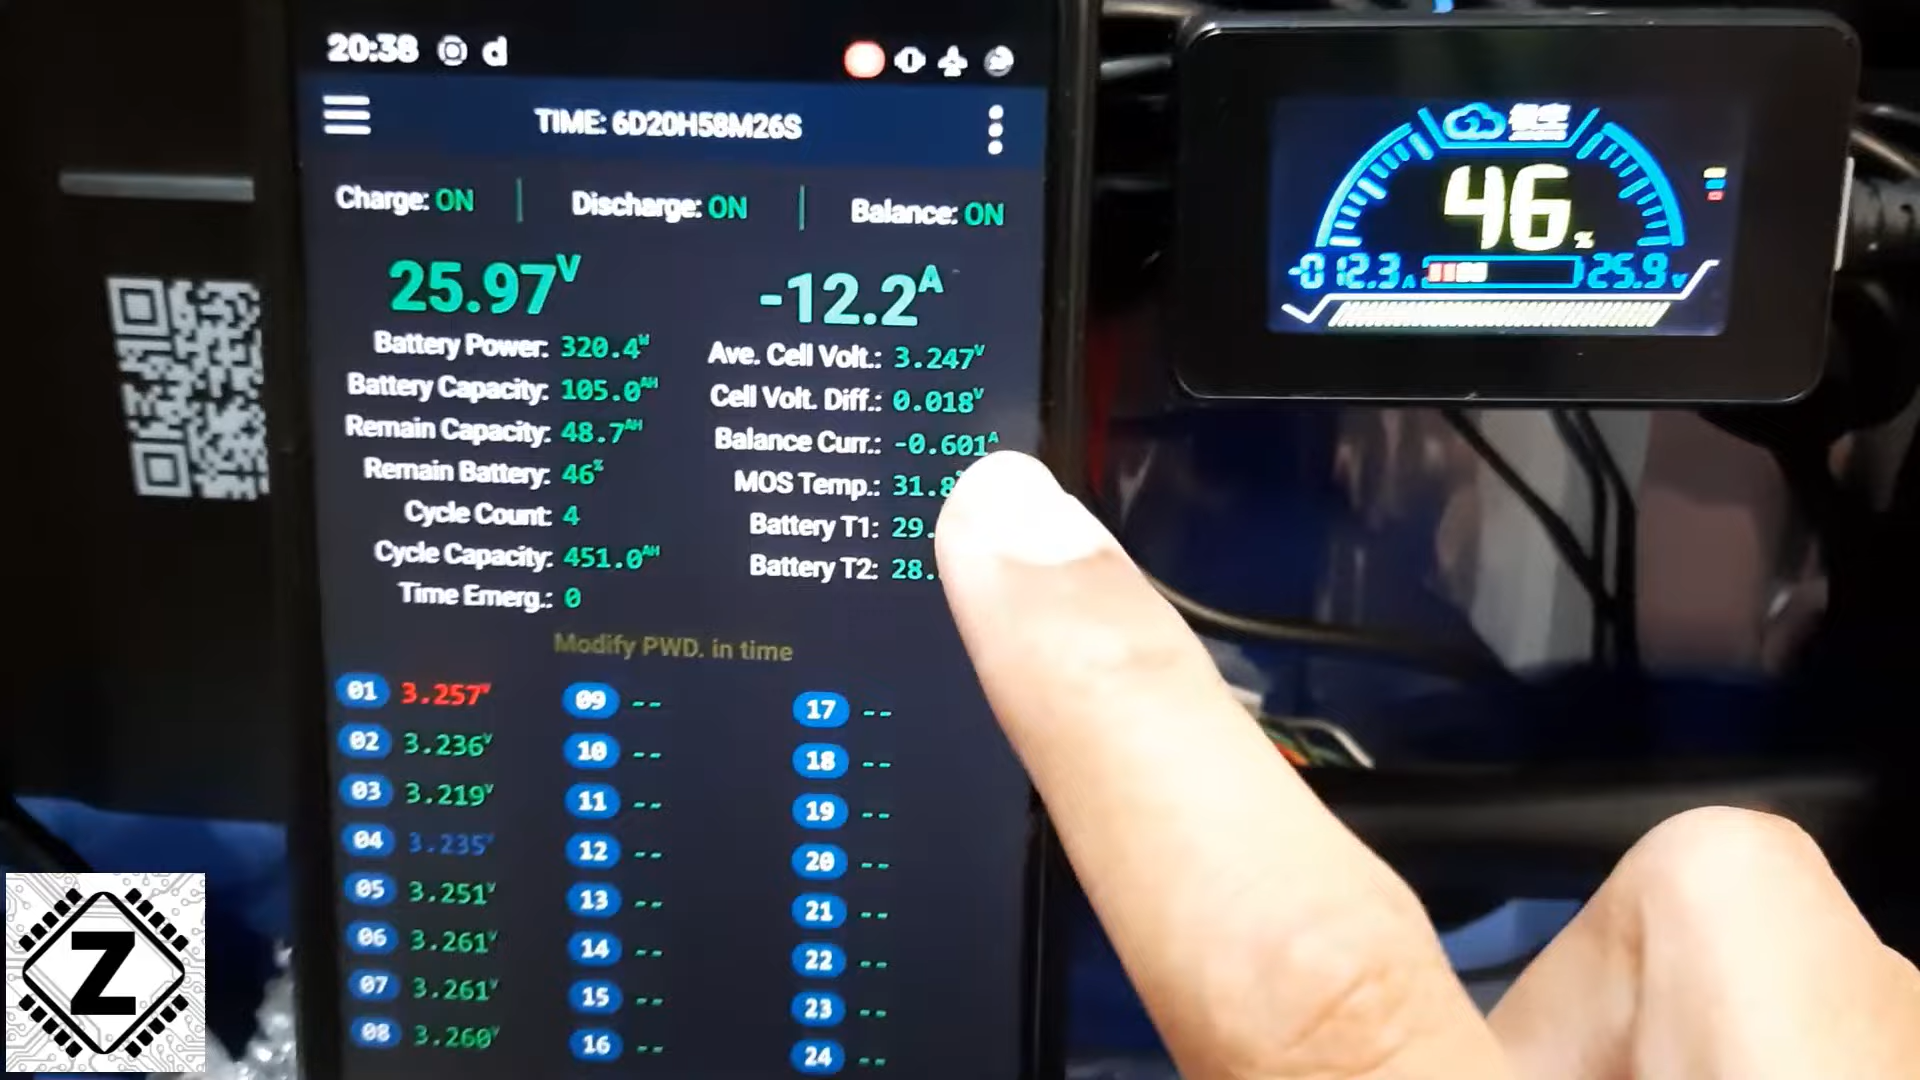 20:38 d
TIME: 6D20H58M26S
Charge: ON
Discharge: ON
Balance: ON
25.97V
-12.2A
Battery Power: 320.4W
Battery Capacity: 105.0AH
Remain Capacity: 48.7AH
Remain Battery: 46%
Cycle Count: 4
Cycle Capacity: 451.0AH
Time Emerg.: 0
Ave. Cell Volt.: 3.247V
Cell Volt. Diff.: 0.018V
Balance Curr.: -0.601A
MOS Temp.: 31.8
Battery T1: 29.
Battery T2: 28.
Modify PWD. in time
01 3.257V
02 3.236V
03 3.219V
04 3.235V
05 3.251V
06 3.261V
07 3.261V
08 3.260V
09 --
10 --
11 --
12 --
13 --
14 --
15 --
16 --
17 --
18 --
19 --
20 --
21 --
22 --
23 --
24 --
46%
-012.3A
25.9V
Z